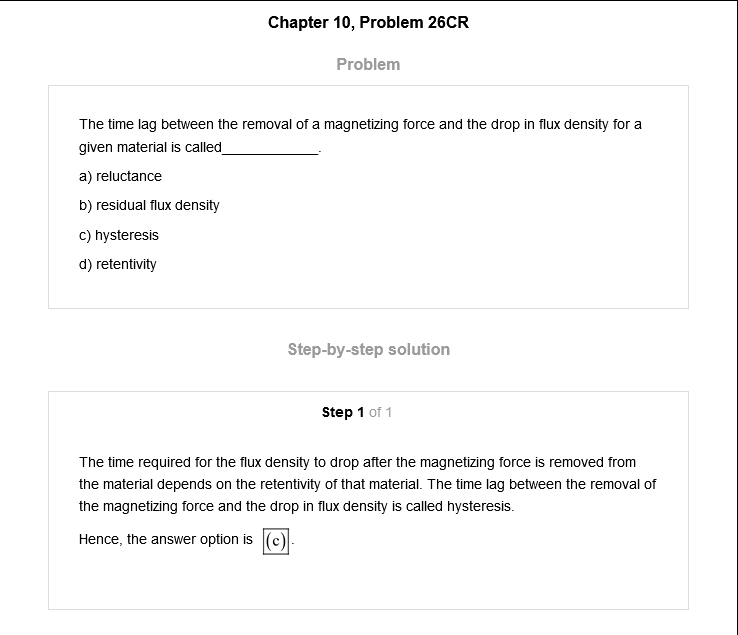 Chapter 10, Problem 26CR
Problem
The time lag between the removal of a magnetizing force and the drop in flux density for a
given material is called____________.
a) reluctance
b) residual flux density
c) hysteresis
d) retentivity
Step-by-step solution
Step 1 of 1
The time required for the flux density to drop after the magnetizing force is removed from
the material depends on the retentivity of that material. The time lag between the removal of
the magnetizing force and the drop in flux density is called hysteresis.
Hence, the answer option is (c).